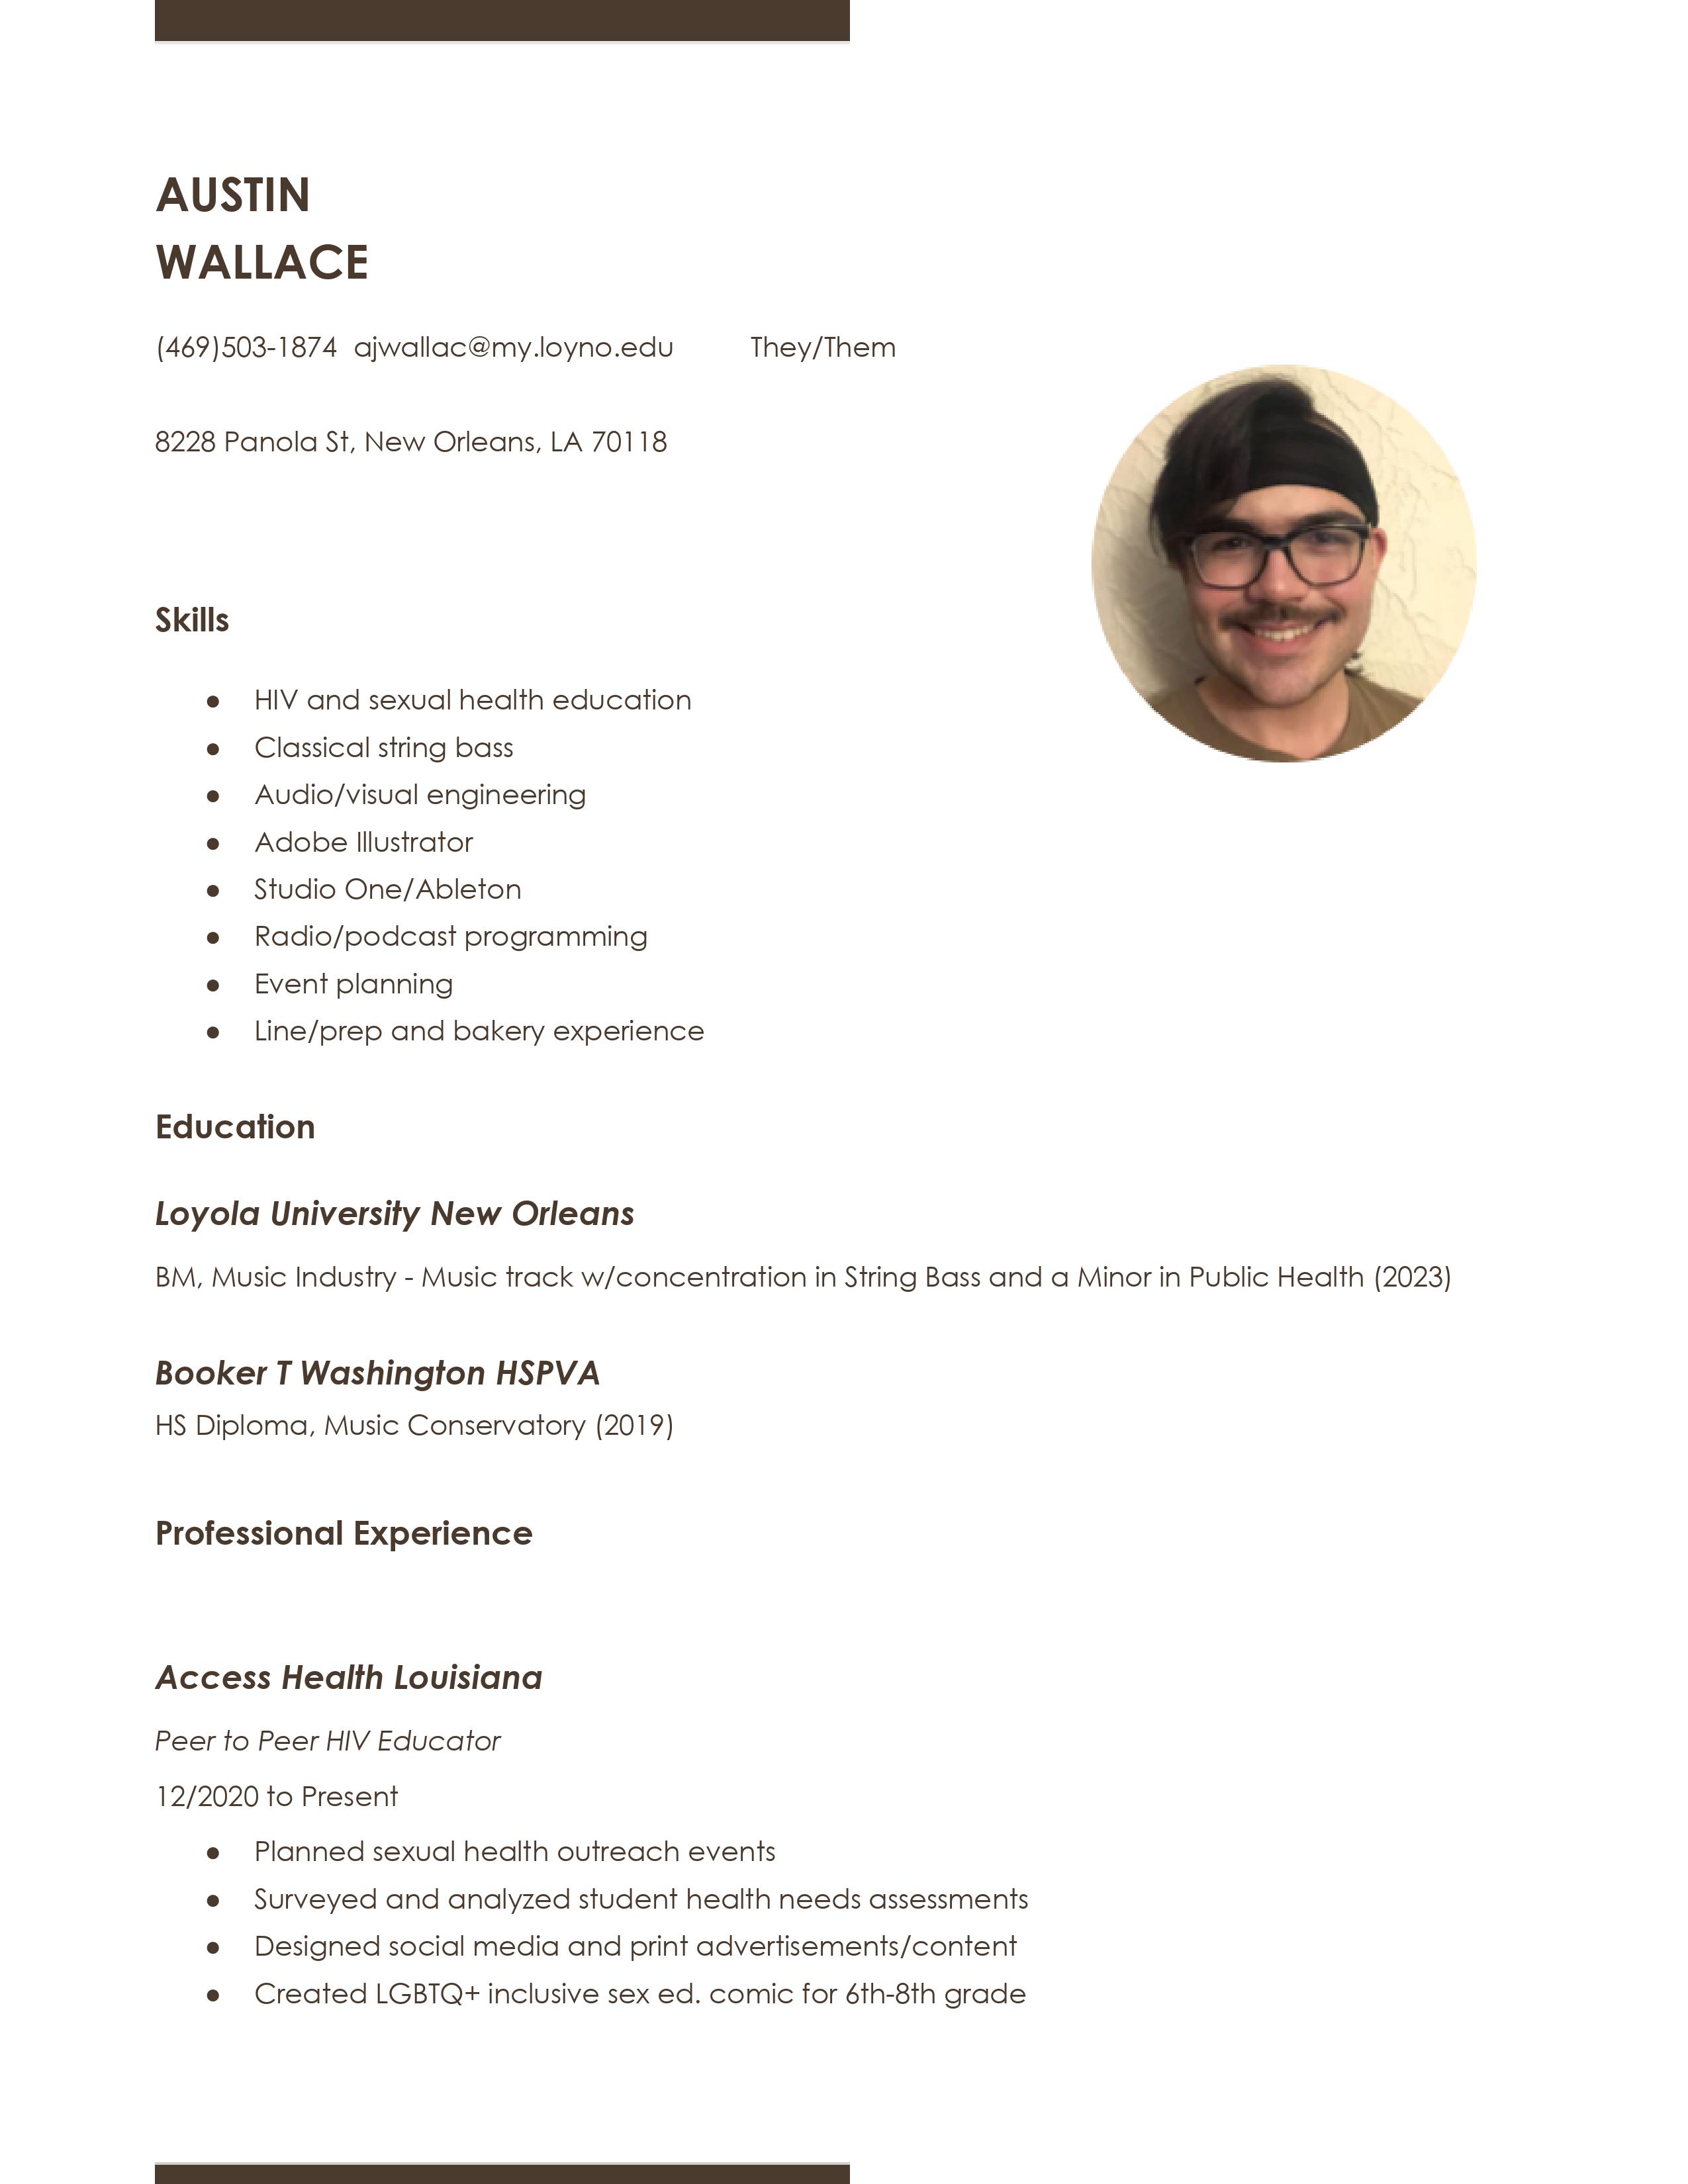 AUSTIN
WALLACE
(469)503-1874 ajwallac@my.loyno.edu They/Them
8228 Panola St, New Orleans, LA 70118
Skills
● HIV and sexual health education
● Classical string bass
● Audio/visual engineering
● Adobe Illustrator
● Studio One/Ableton
● Radio/podcast programming
● Event planning
● Line/prep and bakery experience
Education
Loyola University New Orleans
BM, Music Industry - Music track w/concentration in String Bass and a Minor in Public Health (2023)
Booker T Washington HSPVA
HS Diploma, Music Conservatory (2019)
Professional Experience
Access Health Louisiana
Peer to Peer HIV Educator
12/2020 to Present
● Planned sexual health outreach events
● Surveyed and analyzed student health needs assessments
● Designed social media and print advertisements/content
● Created LGBTQ+ inclusive sex ed. comic for 6th-8th grade